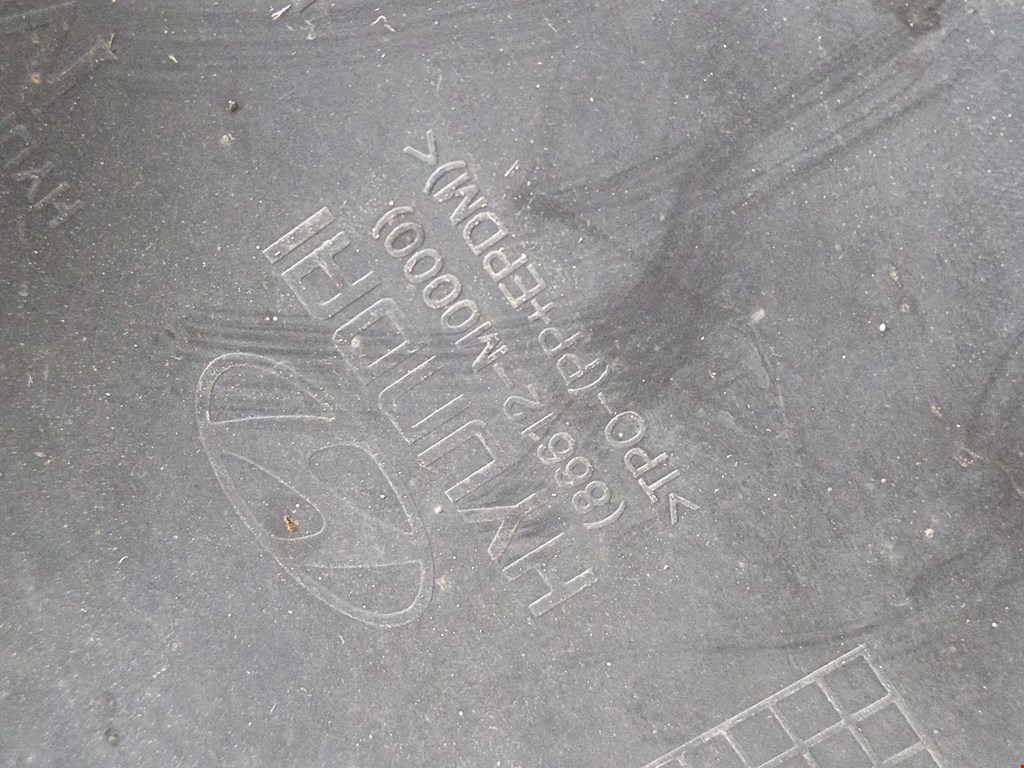 HYUNDAI
(86612-M0000)
<TPO-(PP+EPDM)>